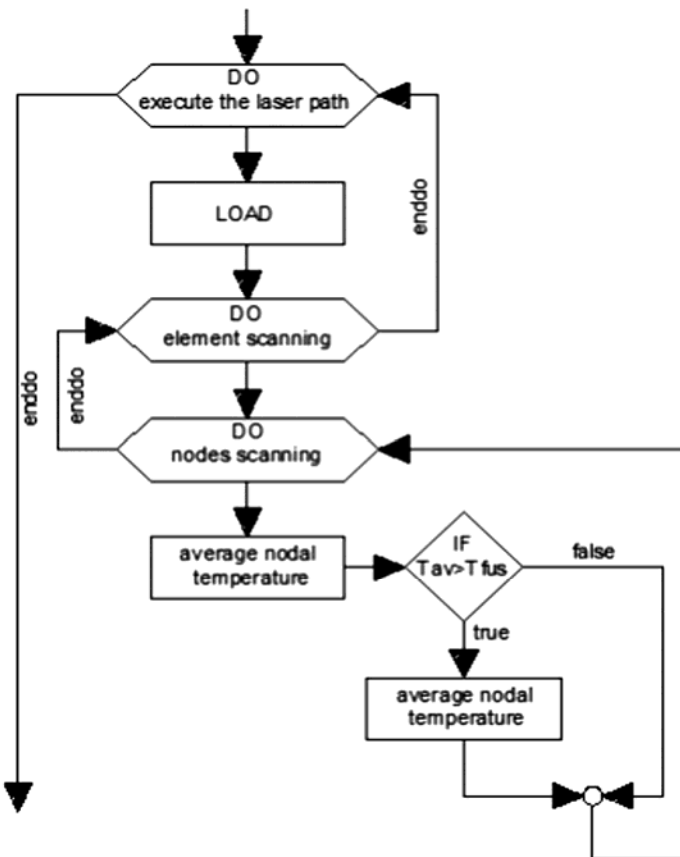 DO
execute the laser path
LOAD
enddo
DO
element scanning
enddo
enddo
DO
nodes scanning
average nodal
temperature
IF
Tav>Tfus
false
true
average nodal
temperature